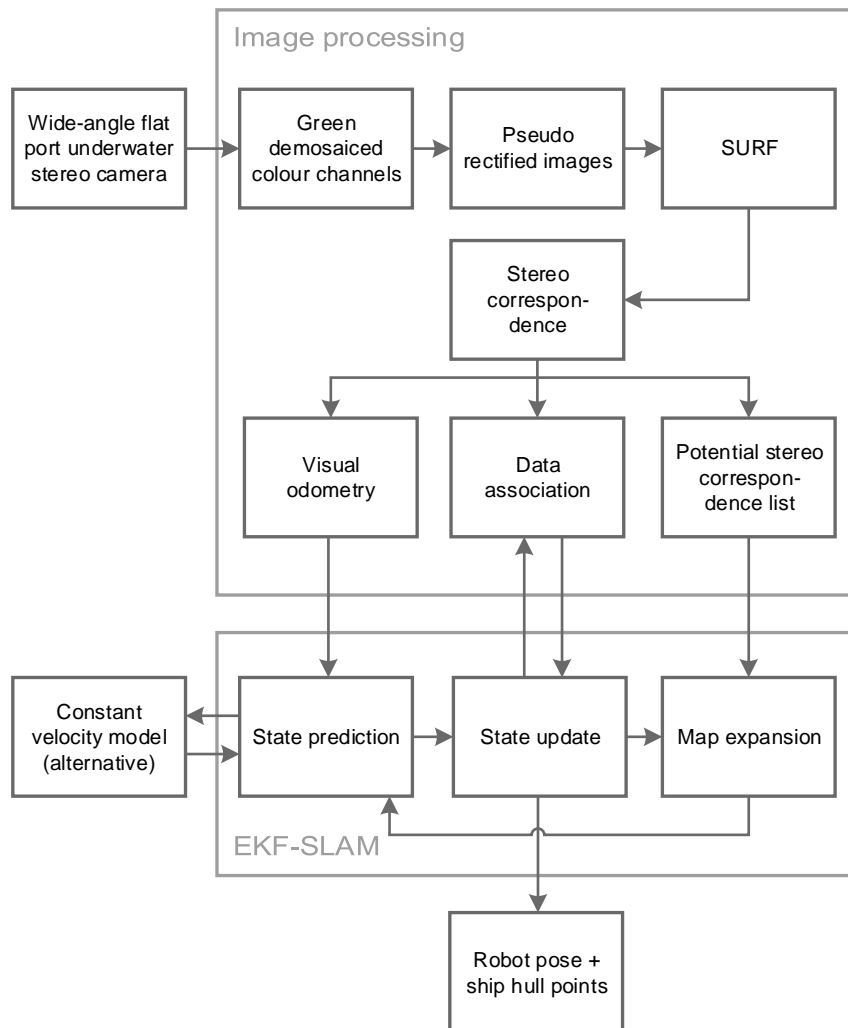 Image processing
Wide-angle flat
port underwater
stereo camera
Green
demosaiced
colour channels
Pseudo
rectified images
SURF
Stereo
correspon-
dence
Visual
odometry
Data
association
Potential stereo
correspon-
dence list
Constant
velocity model
(alternative)
State prediction
State update
Map expansion
EKF-SLAM
Robot pose +
ship hull points